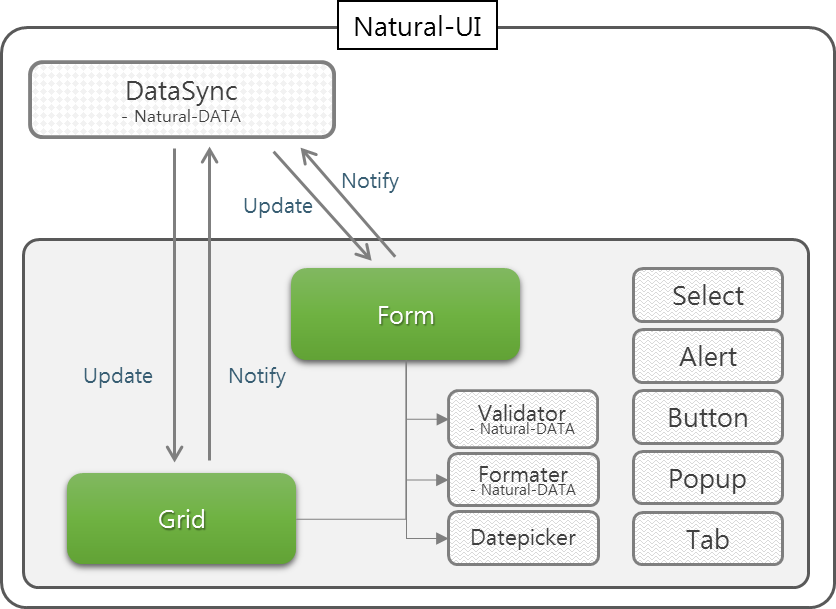 Natural-UI
DataSync
- Natural-DATA
Notify
Update
Form
Select
Alert
Update
Notify
Validator
- Natural-DATA
Button
Formater
- Natural-DATA
Popup
Grid
Datepicker
Tab